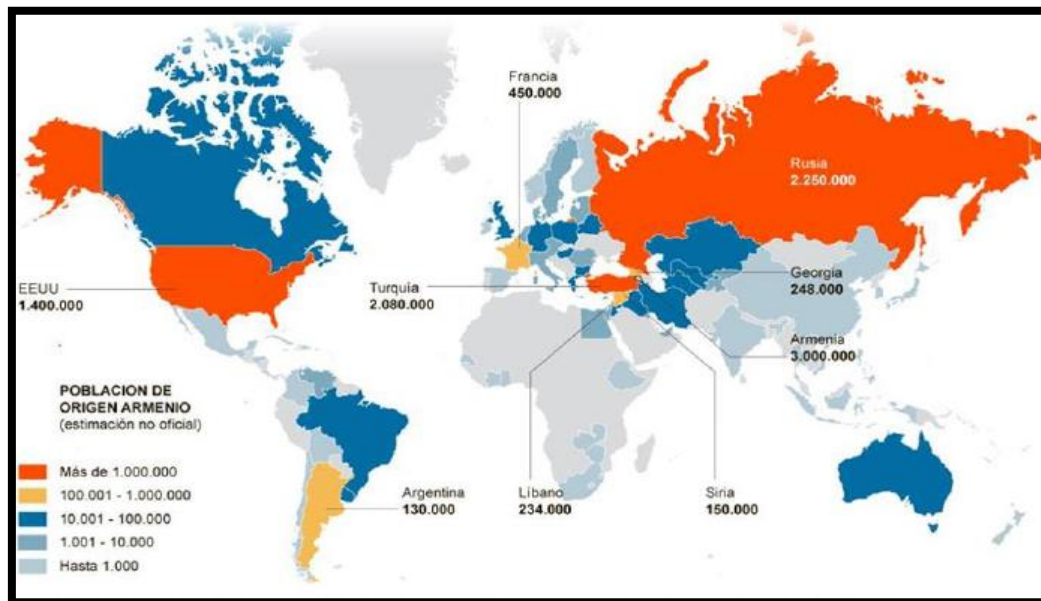 Francia
450.000
Rusia
2.250.000
EEUU
1.400.000
Turquía
2.080.000
Georgia
248.000
Armenia
3.000.000
POBLACION DE
ORIGEN ARMENIO
(estimación no oficial)
Más de 1.000.000
100.001 - 1.000.000
10.001 - 100.000
1.001 - 10.000
Hasta 1.000
Argentina
130.000
Líbano
234.000
Siria
150.000